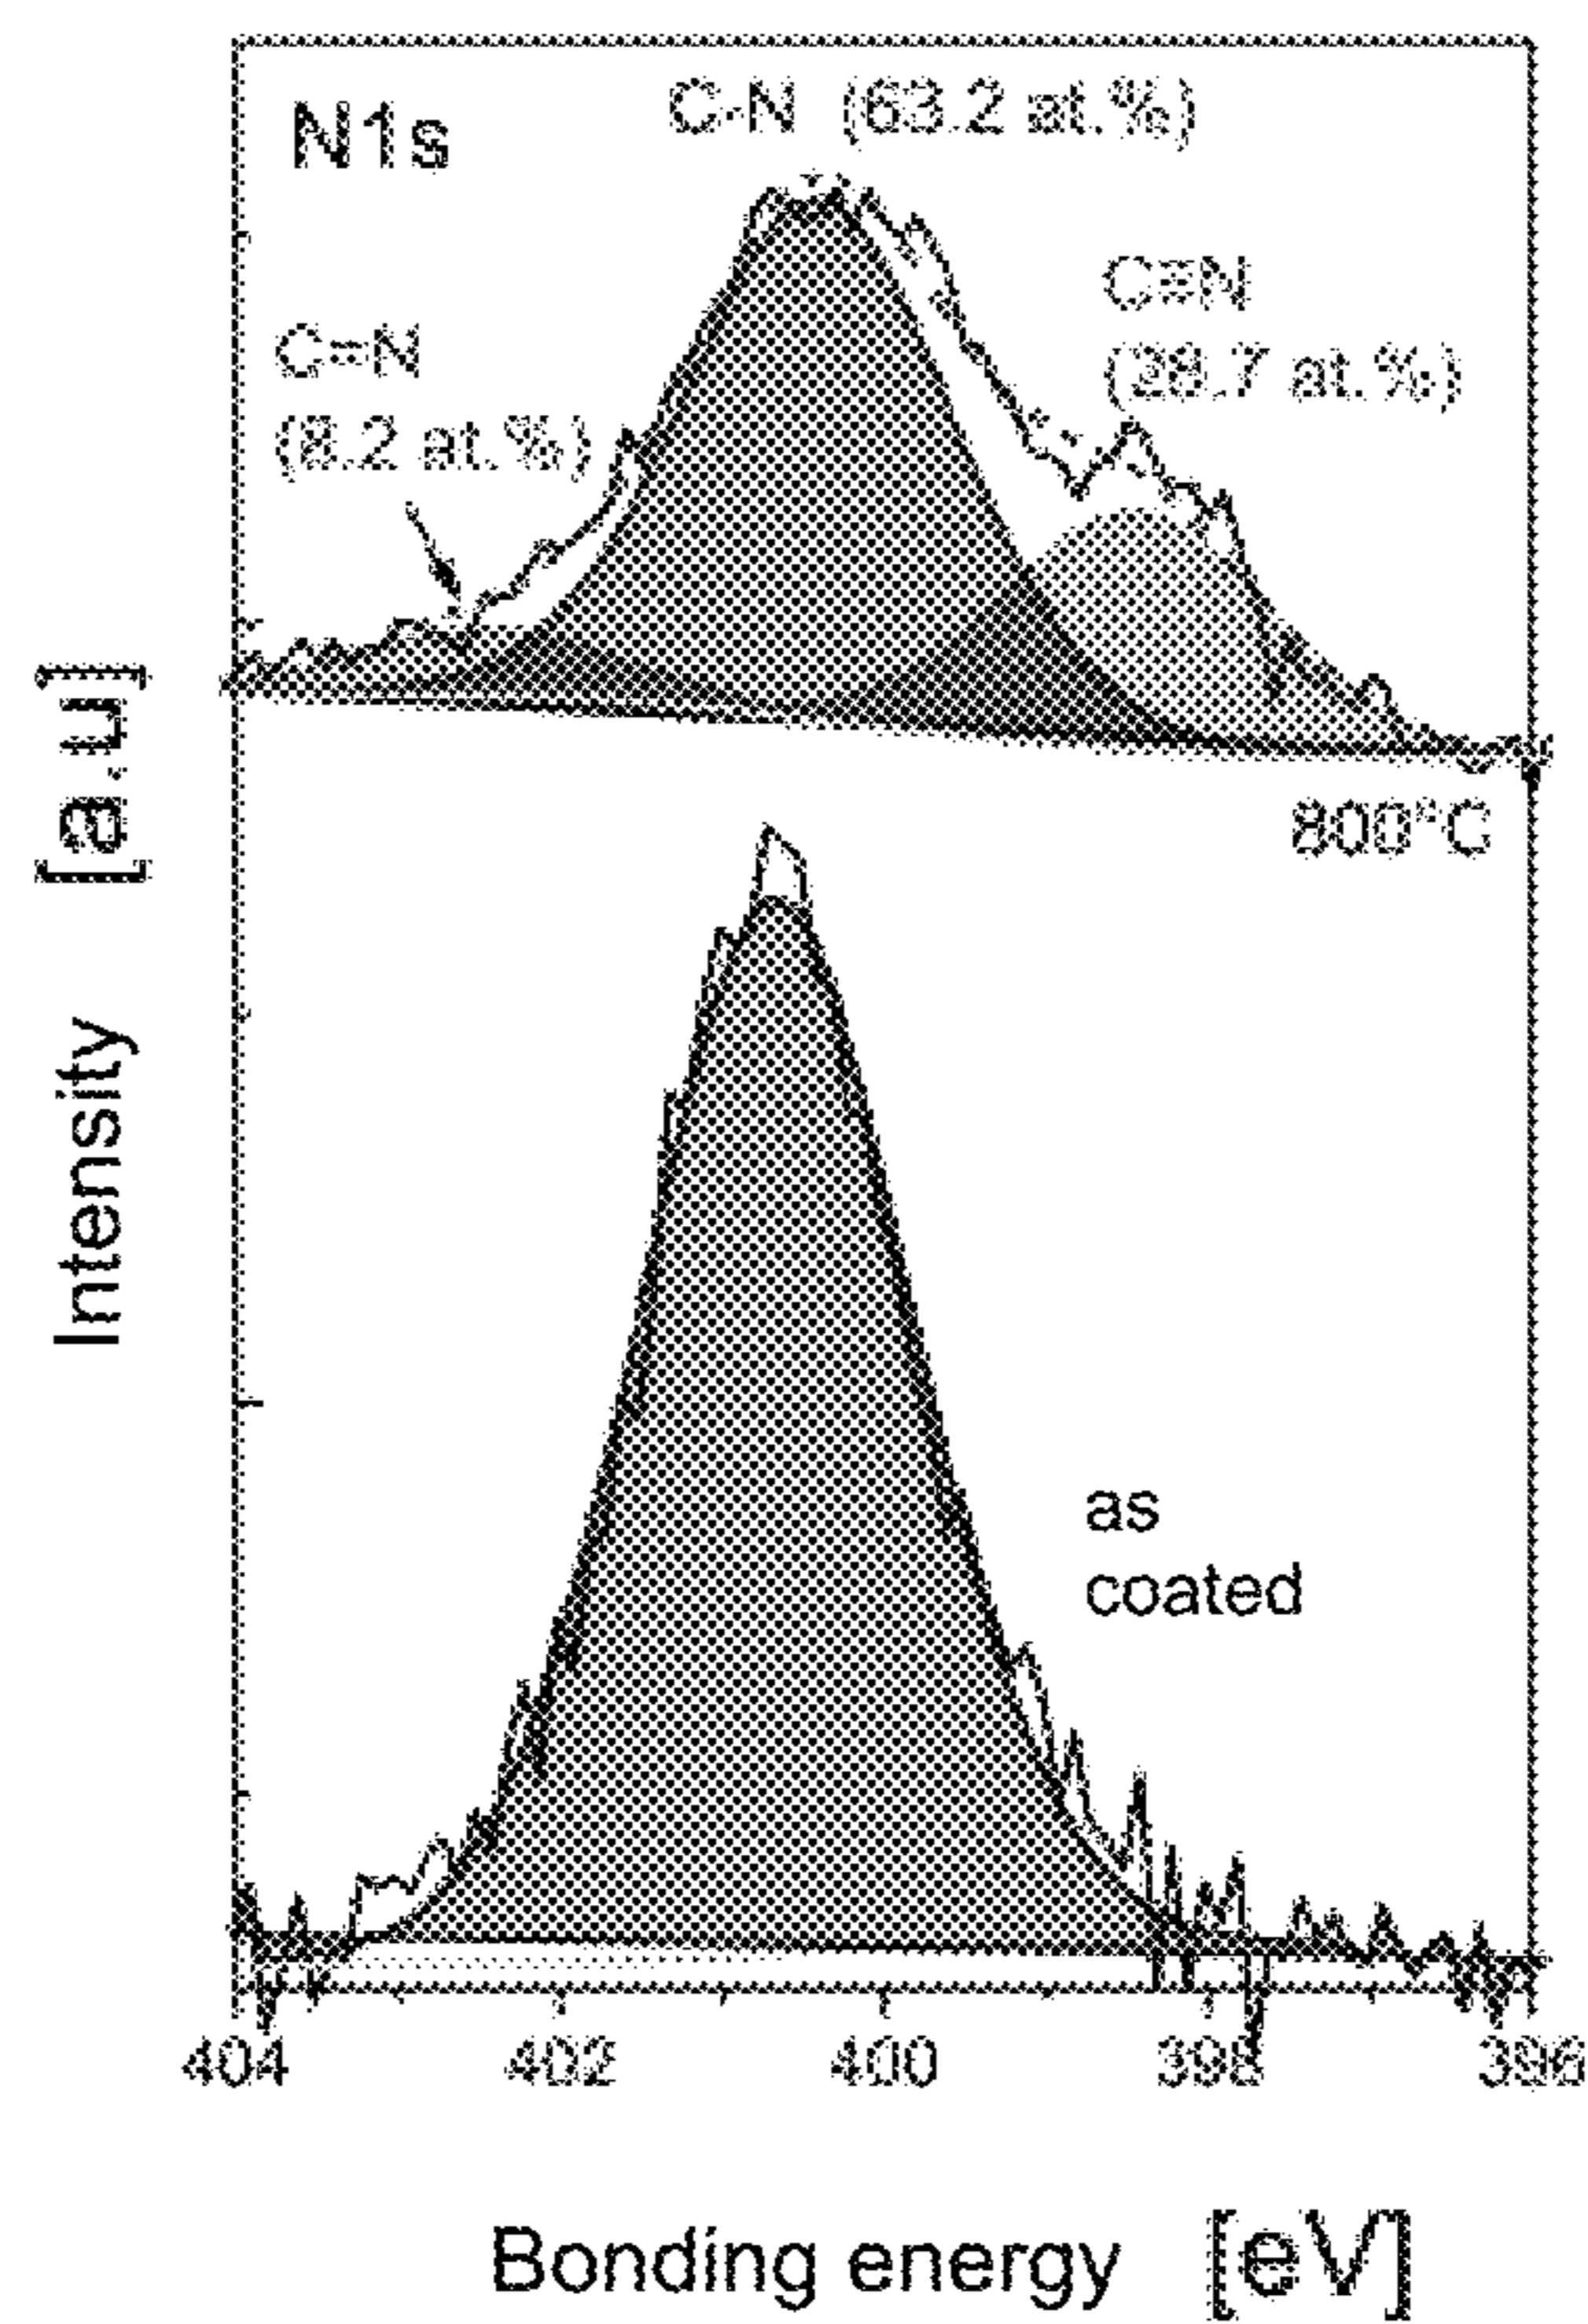 N1s
C-N (63.2 at.%)
C=N
(8.2 at.%)
C≡N
(28.7 at.%)
800°C
as
coated
Intensity [a.u]
404 402 400 398 396
Bonding energy [eV]